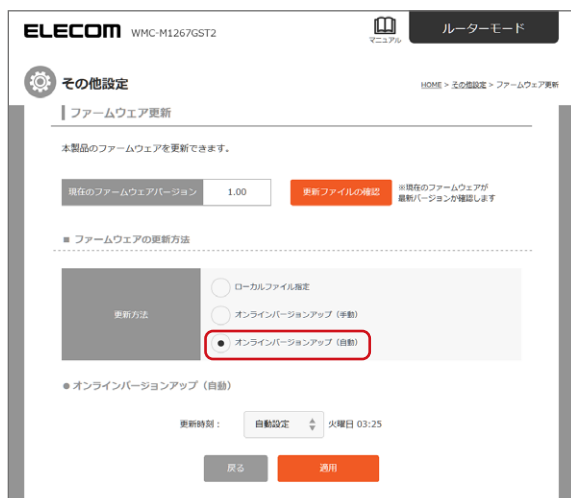 ELECOM WMC-M1267GST2
マニュアル
ルーターモード
その他設定
HOME > その他設定 > ファームウェア更新
ファームウェア更新
本製品のファームウェアを更新できます。
現在のファームウェアバージョン 1.00 更新ファイルの確認
※現在のファームウェアが
最新バージョンか確認します
■ ファームウェアの更新方法
更新方法
ローカルファイル指定
オンラインバージョンアップ（手動）
オンラインバージョンアップ（自動）
● オンラインバージョンアップ（自動）
更新時刻： 自動設定 火曜日 03:25
戻る 適用